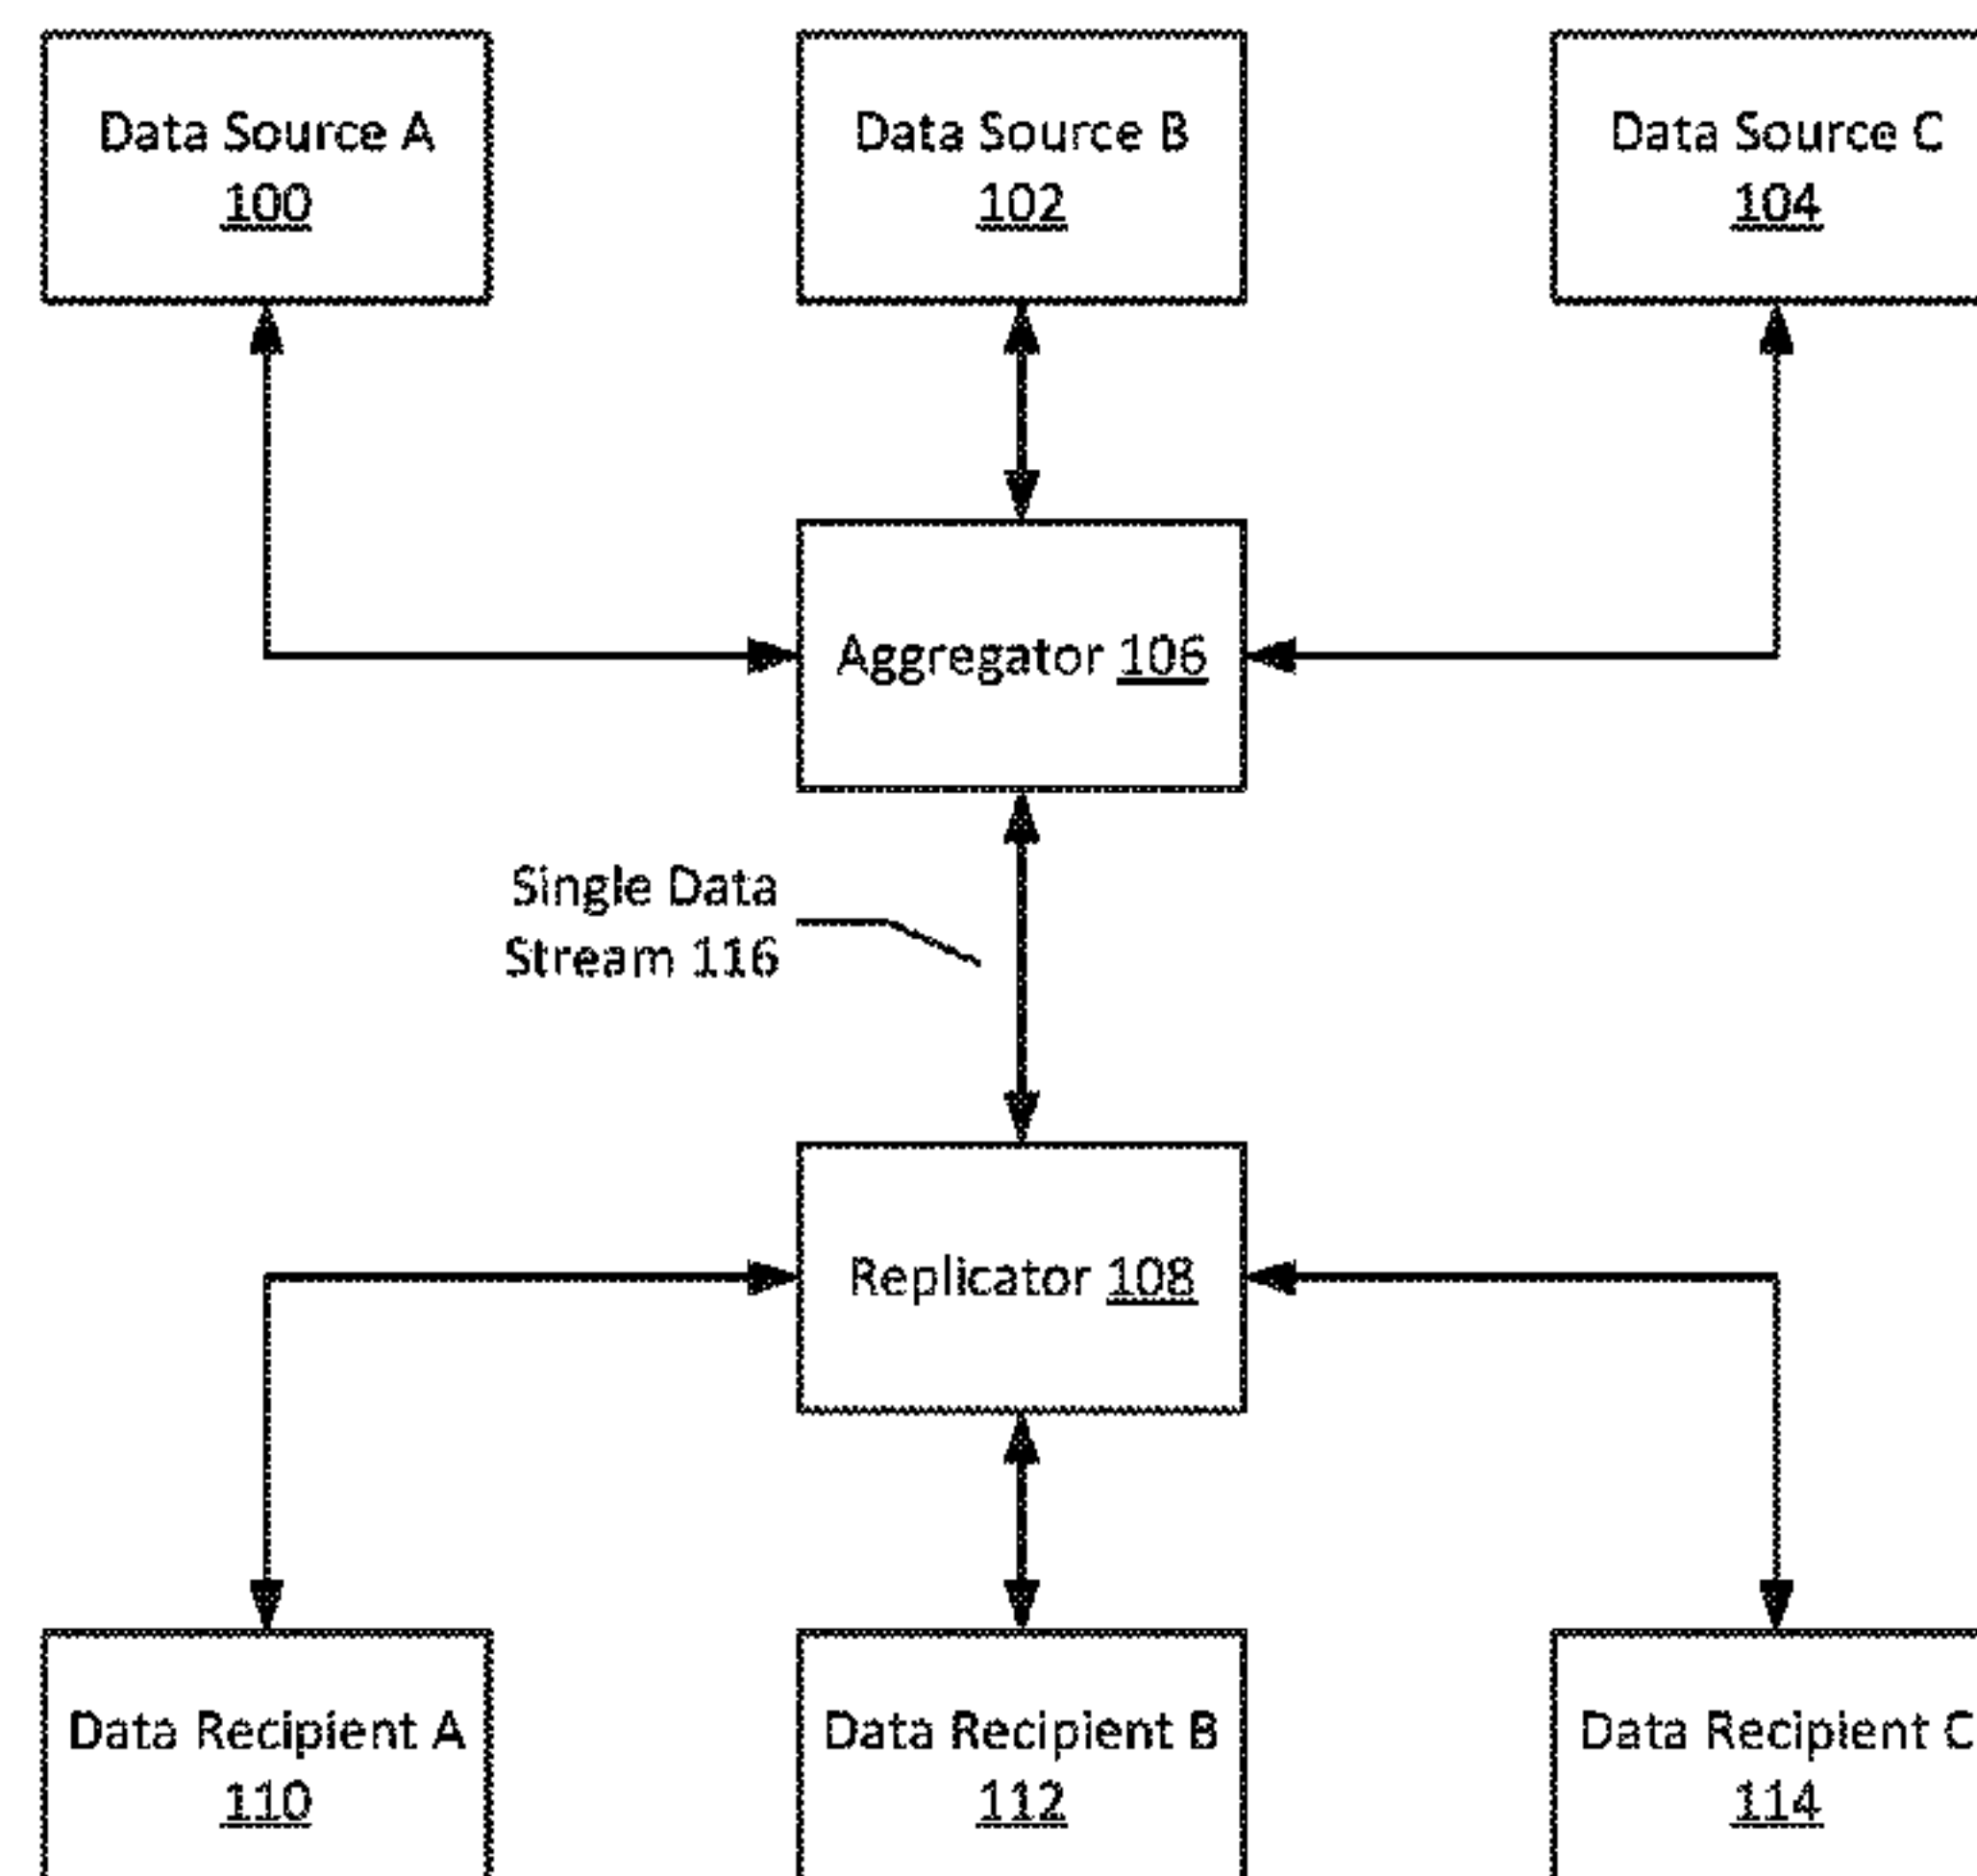 Data Source A
100
Data Source B
102
Data Source C
104
Aggregator 106
Single Data
Stream 116
Replicator 108
Data Recipient A
110
Data Recipient B
112
Data Recipient C
114